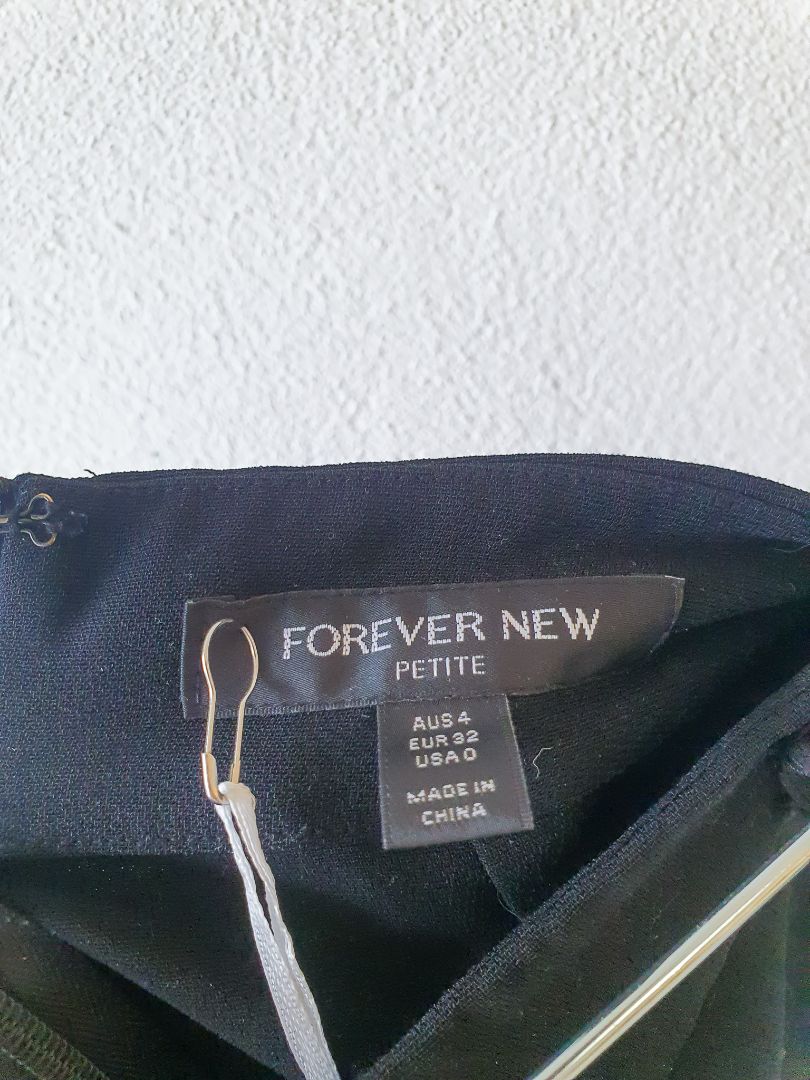 FOREVER NEW
PETITE
AUS 4
EUR 32
USA 0
MADE IN
CHINA